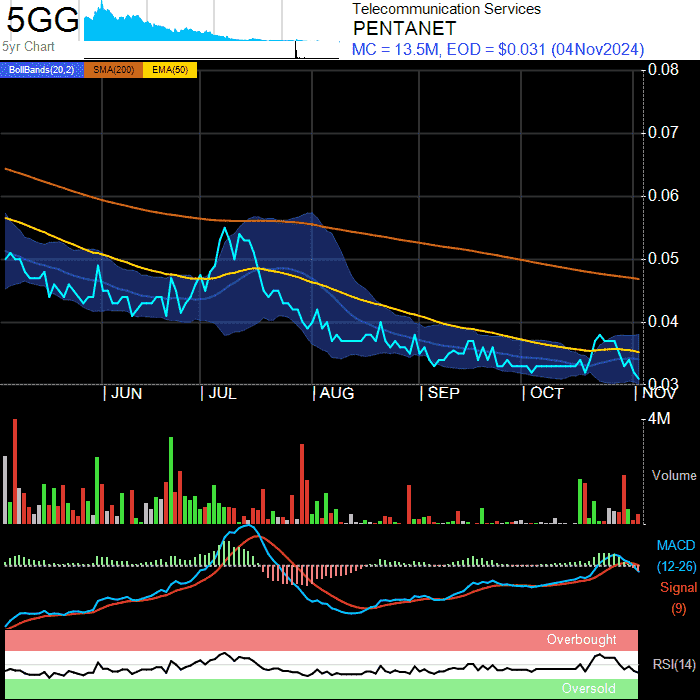 5GG
5yr Chart
Telecommunication Services
PENTANET
MC = 13.5M, EOD = $0.031 (04Nov2024)
BollBands(20,2) SMA(200) EMA(50)
0.08
0.07
0.06
0.05
0.04
0.03
JUN JUL AUG SEP OCT NOV
4M
Volume
MACD
(12-26)
Signal
(9)
Overbought
RSI(14)
Oversold